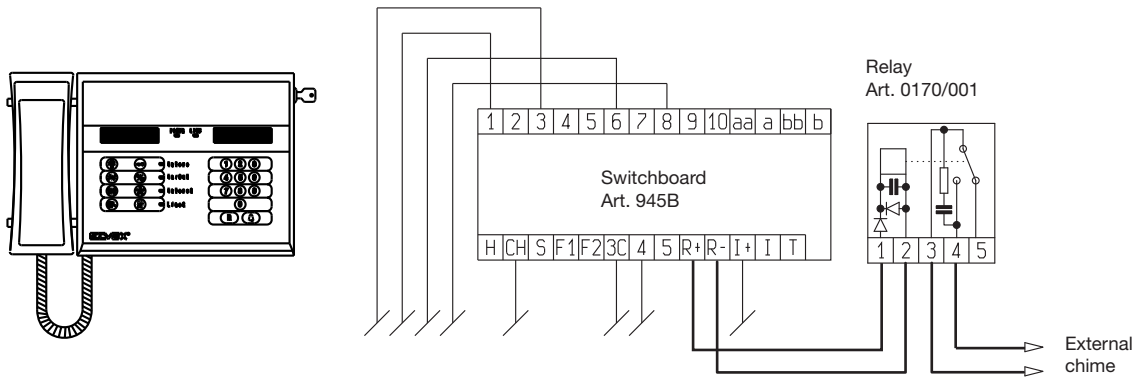 Relay
Art. 0170/001
1 2 3 4 5 6 7 8 9 10 aa a bb b
Switchboard
Art. 945B
H CH S F1 F2 3C 4 5 R+ R- I+ I T
1 2 3 4 5
External
chime